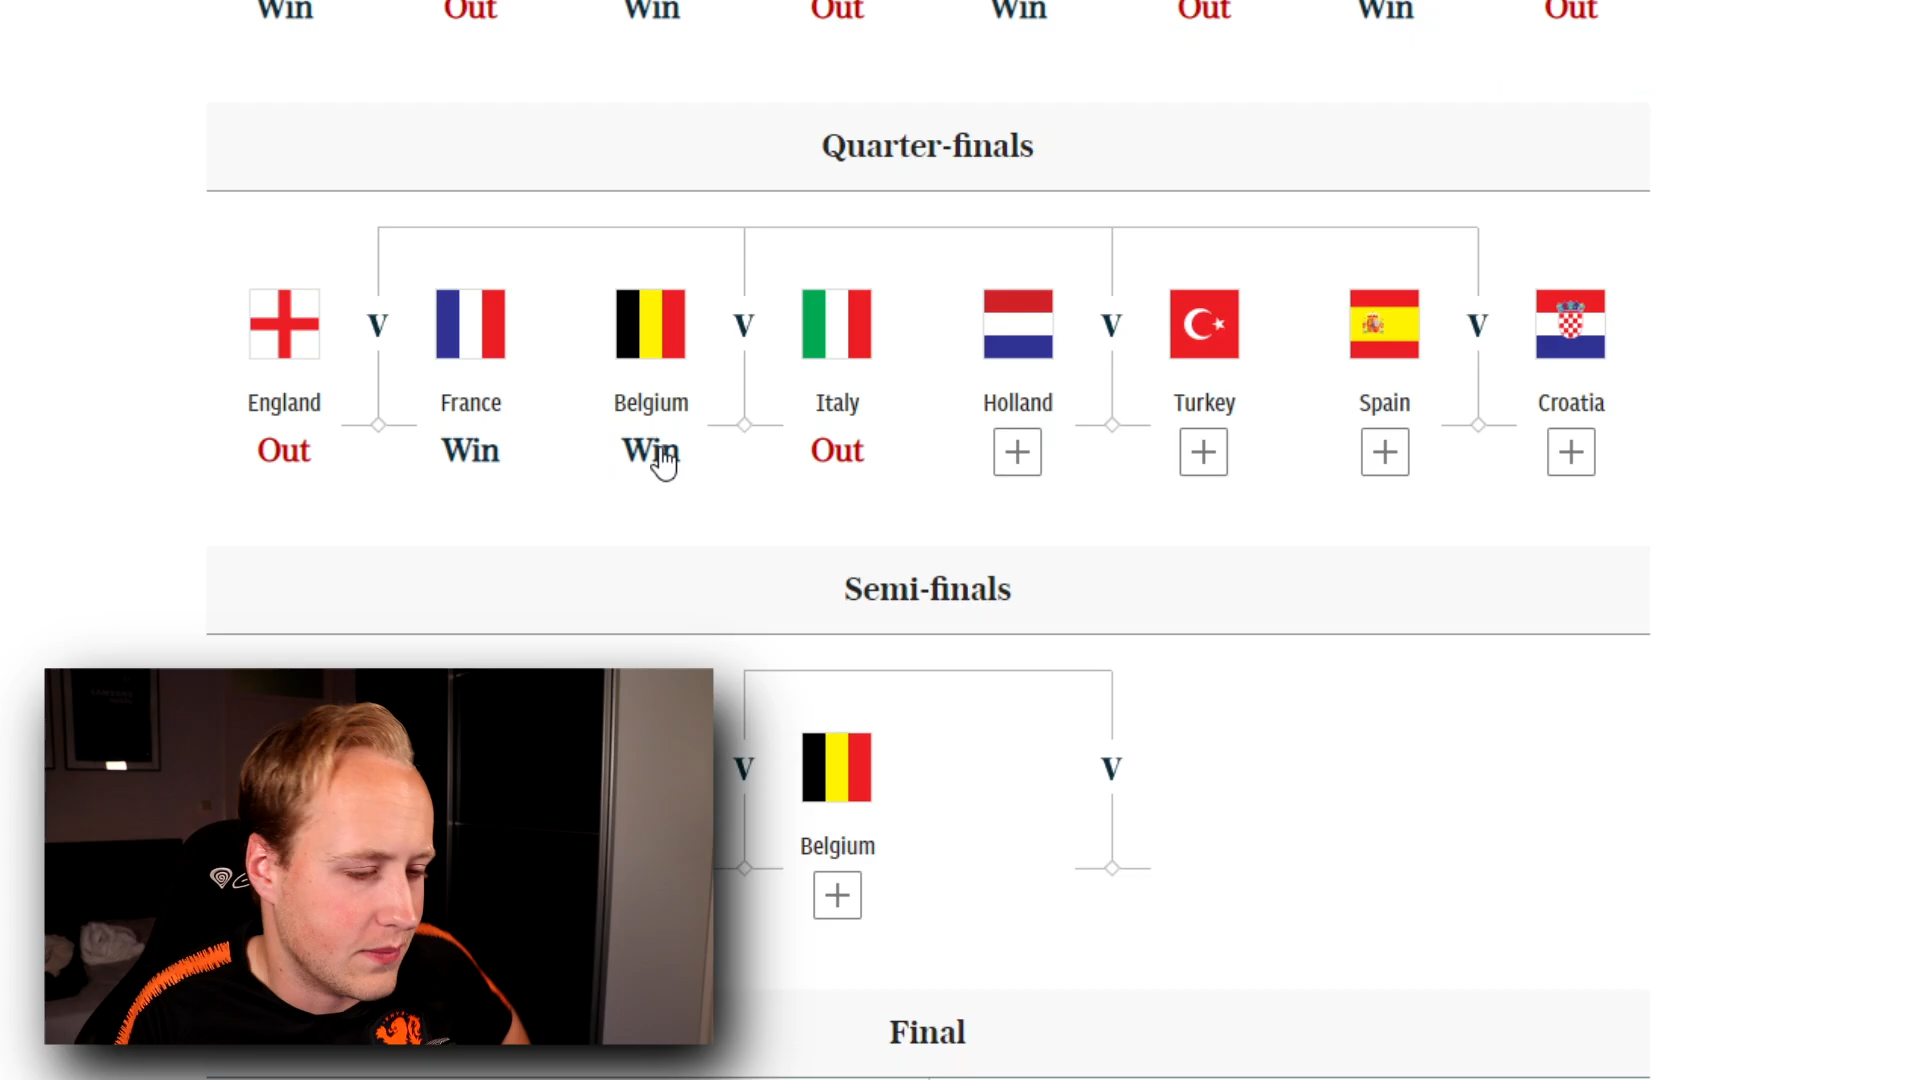 Win Out Win Out Win Out Win Out
Quarter-finals
V V V V
England France Belgium Italy Holland Turkey Spain Croatia
Out Win Win Out
Semi-finals
V V
Belgium
Final